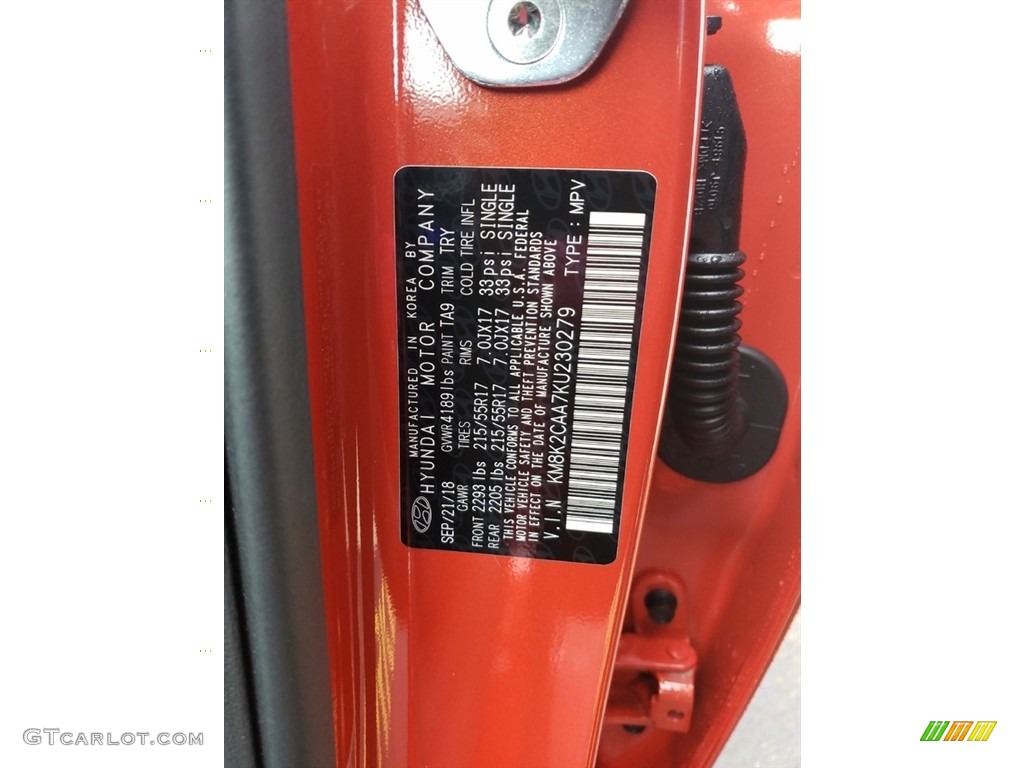 MANUFACTURED IN KOREA BY
HYUNDAI MOTOR COMPANY
SEP/21/18 GVWR 4189lbs PAINT TA9 TRIM TRY
GAWR TIRES RIMS COLD TIRE INFL
FRONT 2293 lbs 215/55R17 7.0JX17 33psi SINGLE
REAR 2205 lbs 215/55R17 7.0JX17 33psi SINGLE
THIS VEHICLE CONFORMS TO ALL APPLICABLE U.S.A. FEDERAL
MOTOR VEHICLE SAFETY AND THEFT PREVENTION STANDARDS
IN EFFECT ON THE DATE OF MANUFACTURE SHOWN ABOVE
V.I.N KM8K2CAA7KU230279 TYPE : MPV
GTCARLOT.COM